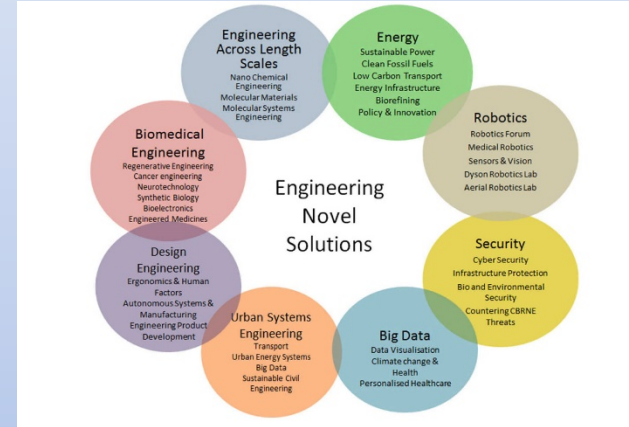 Engineering
Across Length
Scales
Nano Chemical
Engineering
Molecular Materials
Molecular Systems
Engineering
Energy
Sustainable Power
Clean Fossil Fuels
Low Carbon Transport
Energy Infrastructure
Biorefining
Policy & Innovation
Robotics
Robotics Forum
Medical Robotics
Sensors & Vision
Dyson Robotics Lab
Aerial Robotics Lab
Security
Cyber Security
Infrastructure Protection
Bio and Environmental
Security
Countering CBRNE
Threats
Big Data
Data Visualisation
Climate change &
Health
Personalised Healthcare
Urban Systems
Engineering
Transport
Urban Energy Systems
Big Data
Sustainable Civil
Engineering
Design
Engineering
Ergonomics & Human
Factors
Autonomous Systems &
Manufacturing
Engineering Product
Development
Biomedical
Engineering
Regenerative Engineering
Cancer engineering
Neurotechnology
Synthetic Biology
Bioelectronics
Engineered Medicines
Engineering
Novel
Solutions